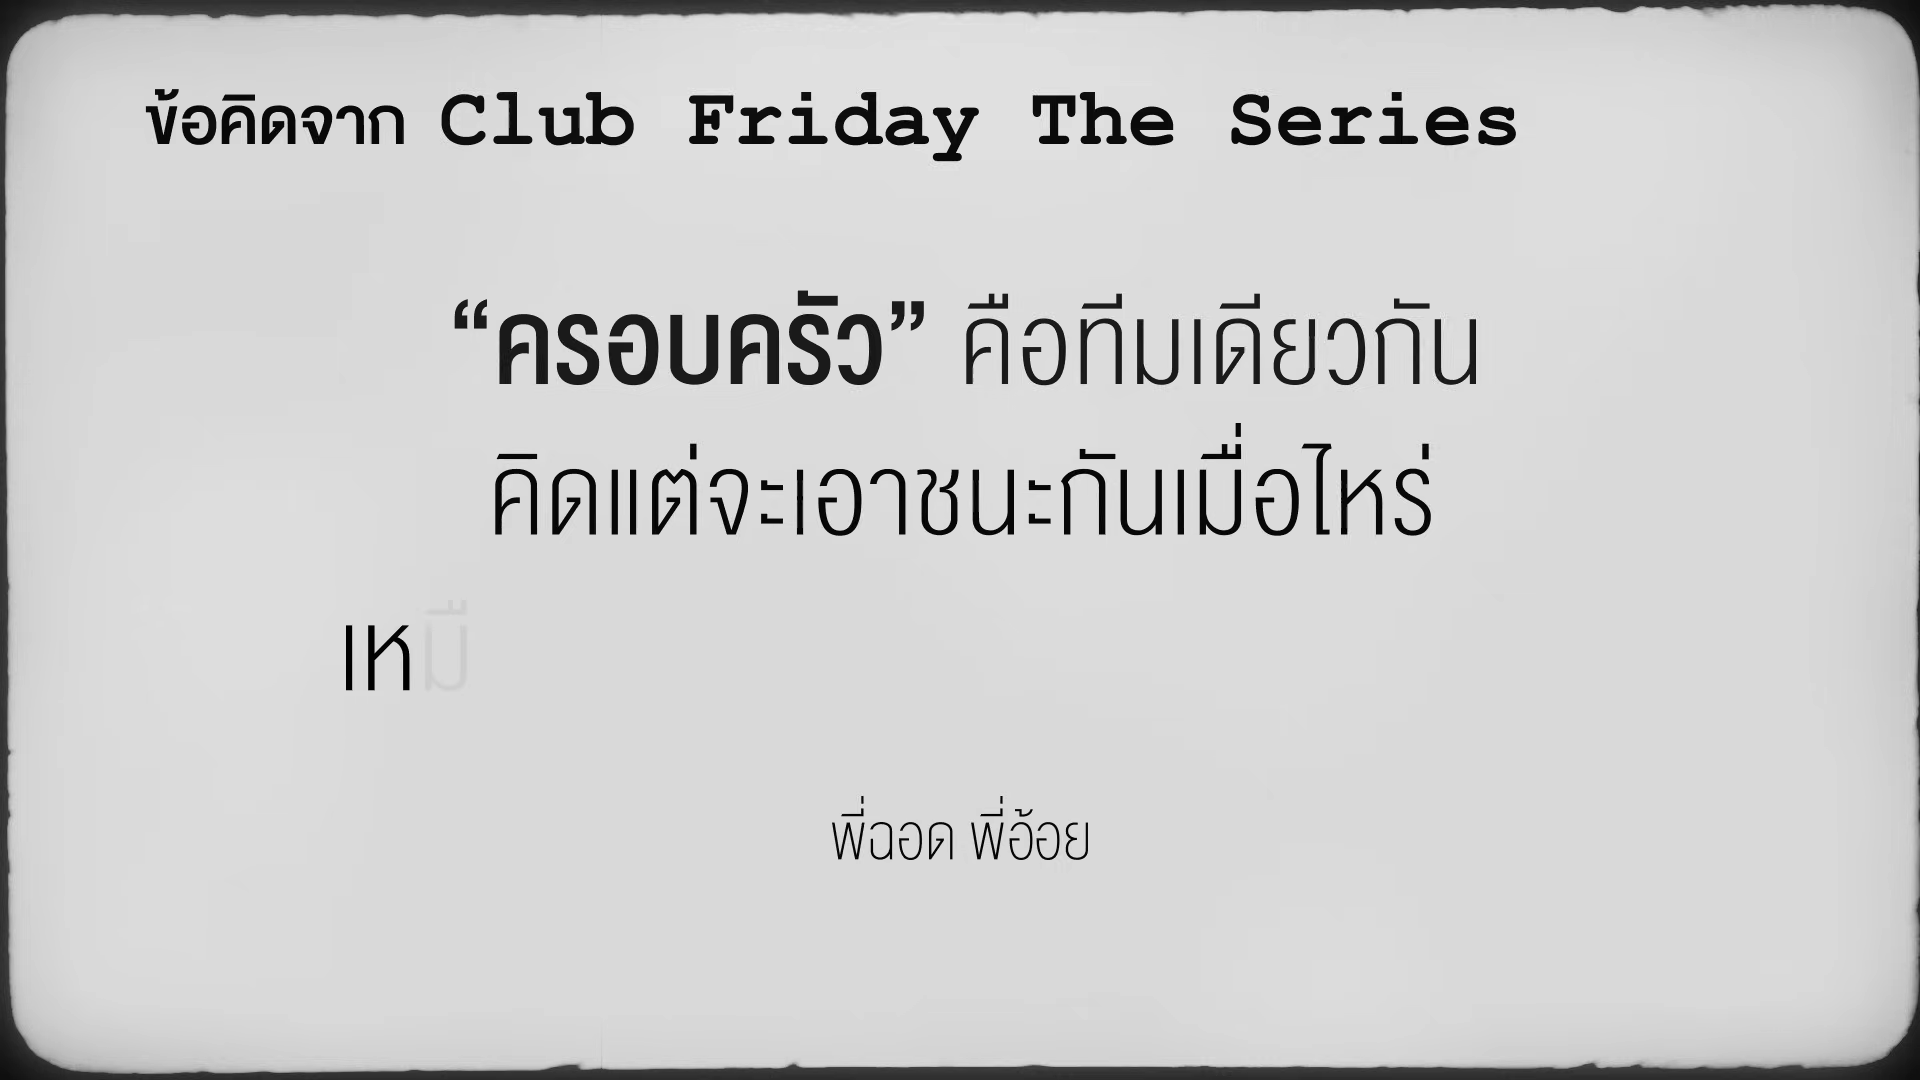 ข้อคิดจาก Club Friday The Series
“ครอบครัว” คือทีมเดียวกัน
คิดแต่จะเอาชนะกันเมื่อไหร่
เหมื
พี่ฉอด พี่อ้อย